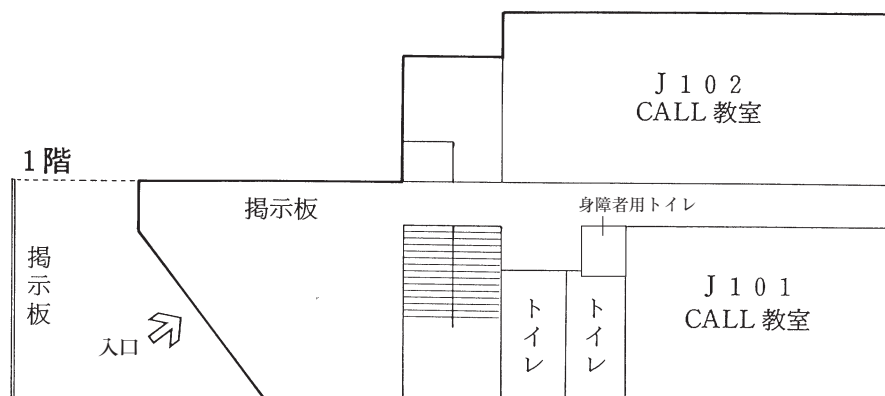 J102
CALL 教室
1階
掲示板
身障者用トイレ
掲示板
入口
トイレ
トイレ
J101
CALL 教室